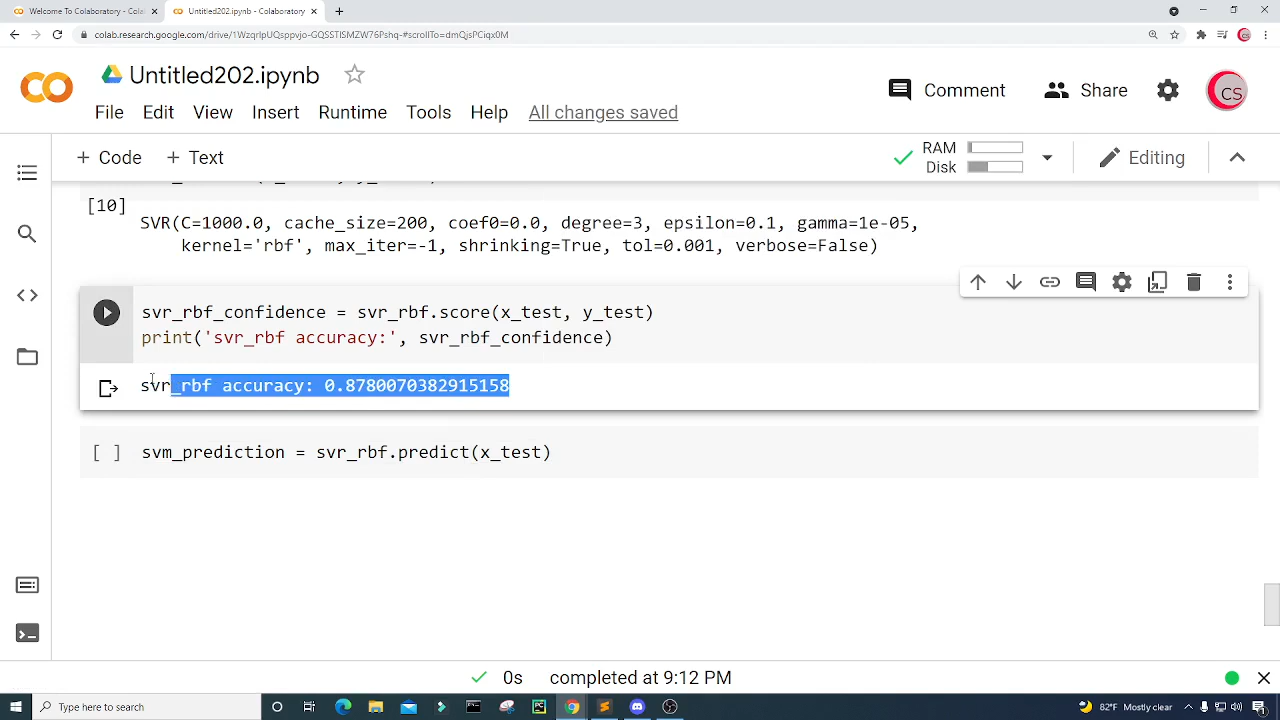 Welcome To Colaboratory - Colab
Untitled202.ipynb - Colaboratory
colab.research.google.com/drive/1WzqrIpUQsppvjo-GQSSTlSMZW76Pshq-#scrollTo=dmQjsPCiqx0M
Untitled202.ipynb
Comment
Share
CS
File Edit View Insert Runtime Tools Help All changes saved
+ Code + Text
RAM
Disk
Editing
[10]
SVR(C=1000.0, cache_size=200, coef0=0.0, degree=3, epsilon=0.1, gamma=1e-05,
kernel='rbf', max_iter=-1, shrinking=True, tol=0.001, verbose=False)
svr_rbf_confidence = svr_rbf.score(x_test, y_test)
print('svr_rbf accuracy:', svr_rbf_confidence)
svr_rbf accuracy: 0.8780070382915158
[ ] svm_prediction = svr_rbf.predict(x_test)
0s completed at 9:12 PM
Type here to search
82°F Mostly clear